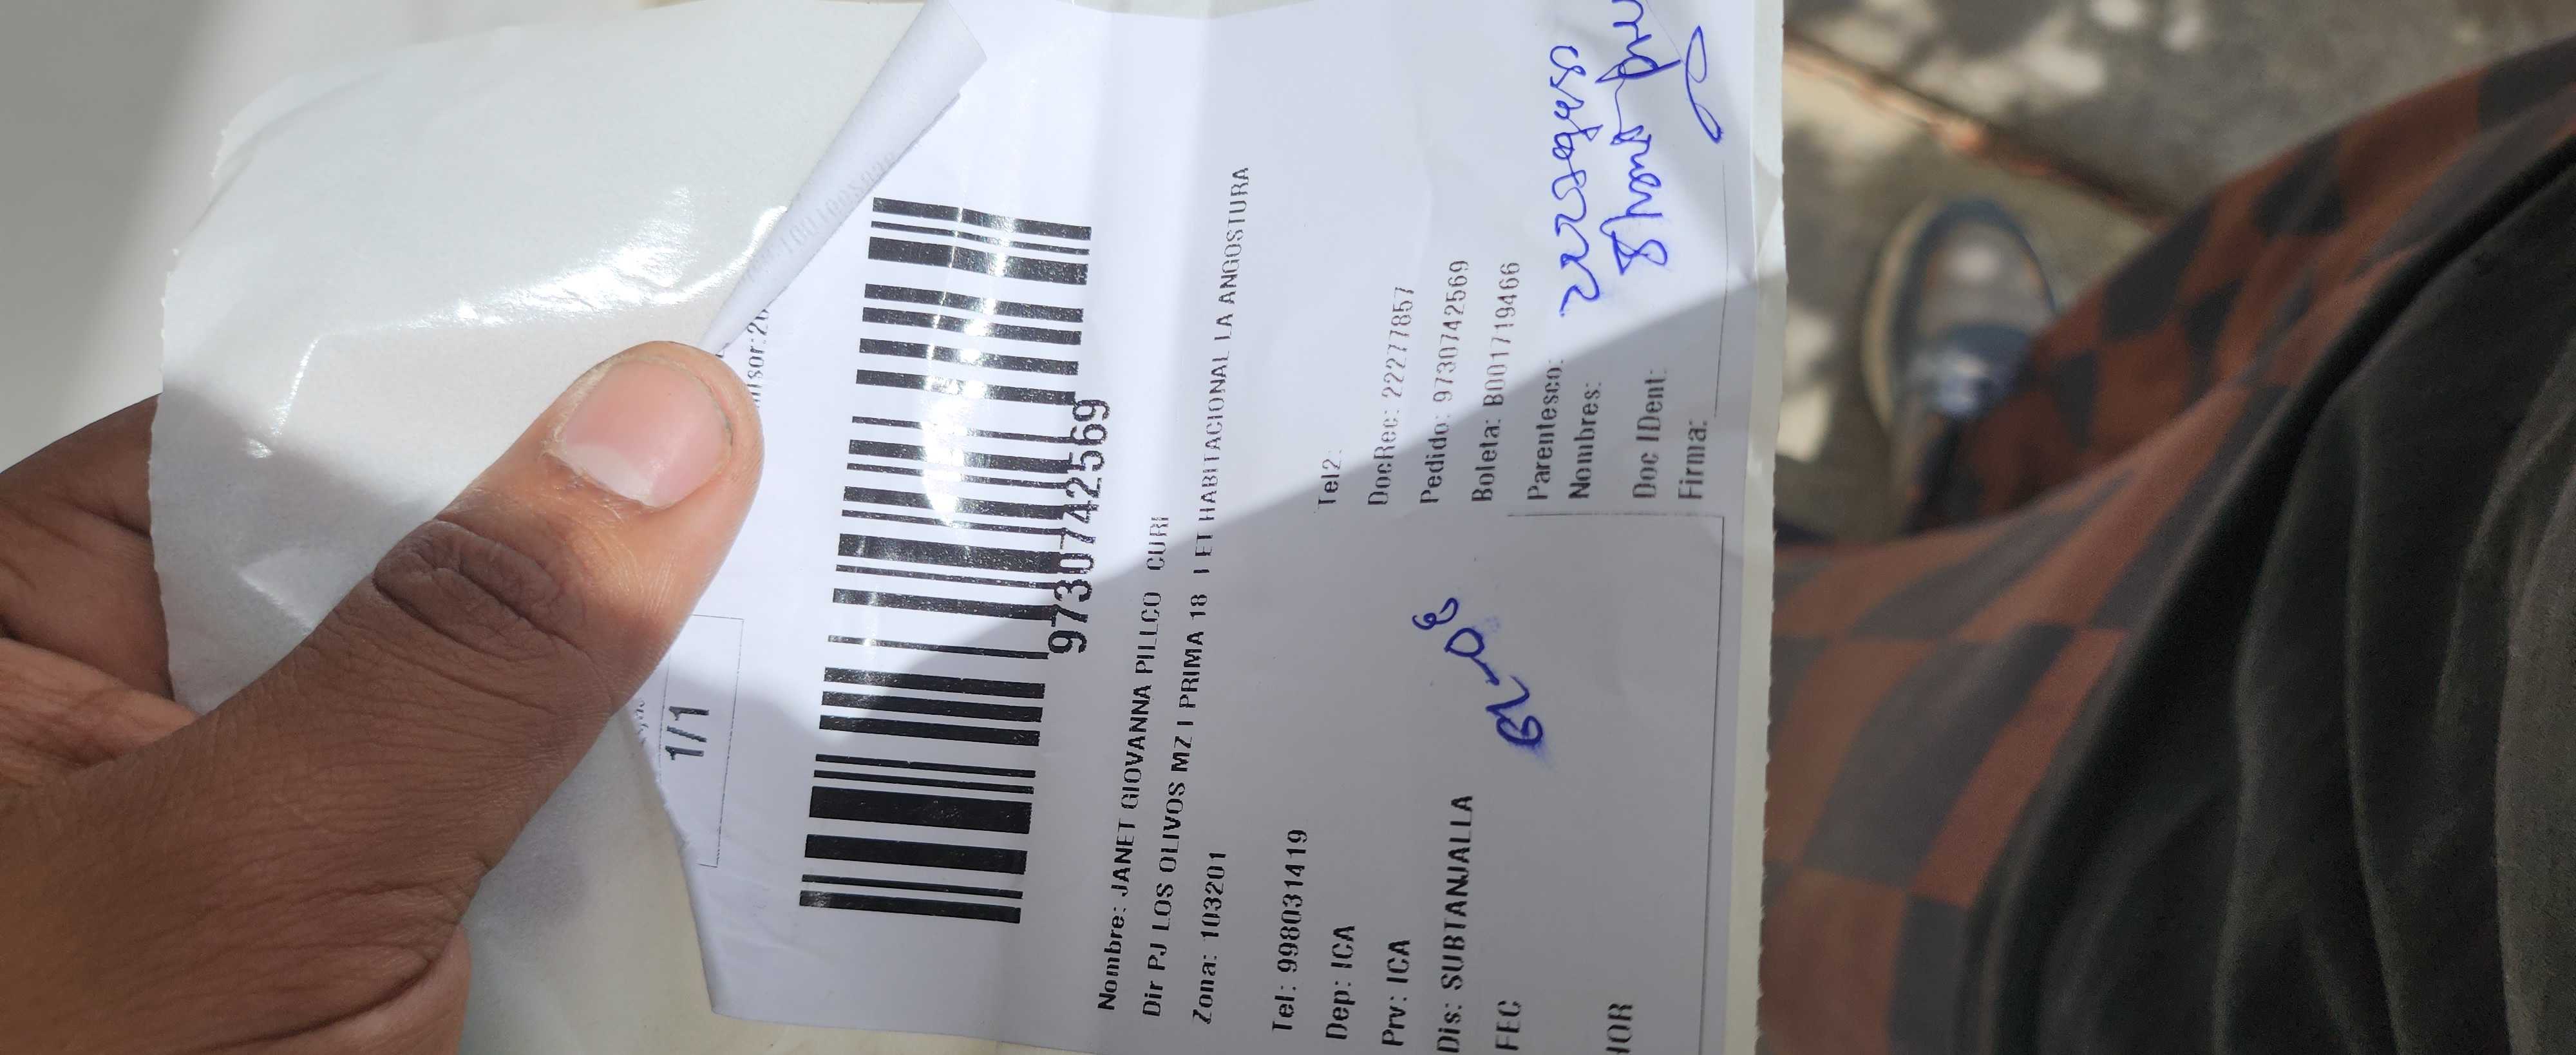 1/1
9730742569
Nombre: JANET GIOVANNA PILLCO CURI
Dir PJ LOS OLIVOS MZ I PRIMA 18 I ET HABITACIONAL LA ANGOSTURA
Zona: 103201
Tel: 998031419 Tel2:
Dep: ICA DocRec: 22277857
Prv: ICA Pedido: 9730742569
Dis: SUBTANJALLA Boleta: B0017119466
FEC
Parentesco: esposo
Nombres:
HOR
Doc IDent:
Firma: